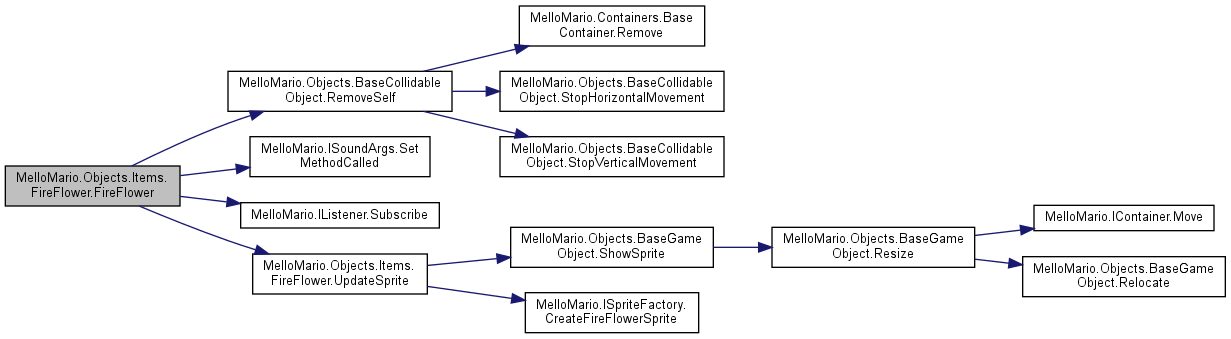 MelloMario.Objects.Items.
FireFlower.FireFlower
MelloMario.Objects.BaseCollidable
Object.RemoveSelf
MelloMario.ISoundArgs.Set
MethodCalled
MelloMario.IListener.Subscribe
MelloMario.Objects.Items.
FireFlower.UpdateSprite
MelloMario.Containers.Base
Container.Remove
MelloMario.Objects.BaseCollidable
Object.StopHorizontalMovement
MelloMario.Objects.BaseCollidable
Object.StopVerticalMovement
MelloMario.Objects.BaseGame
Object.ShowSprite
MelloMario.ISpriteFactory.
CreateFireFlowerSprite
MelloMario.Objects.BaseGame
Object.Resize
MelloMario.IContainer.Move
MelloMario.Objects.BaseGame
Object.Relocate